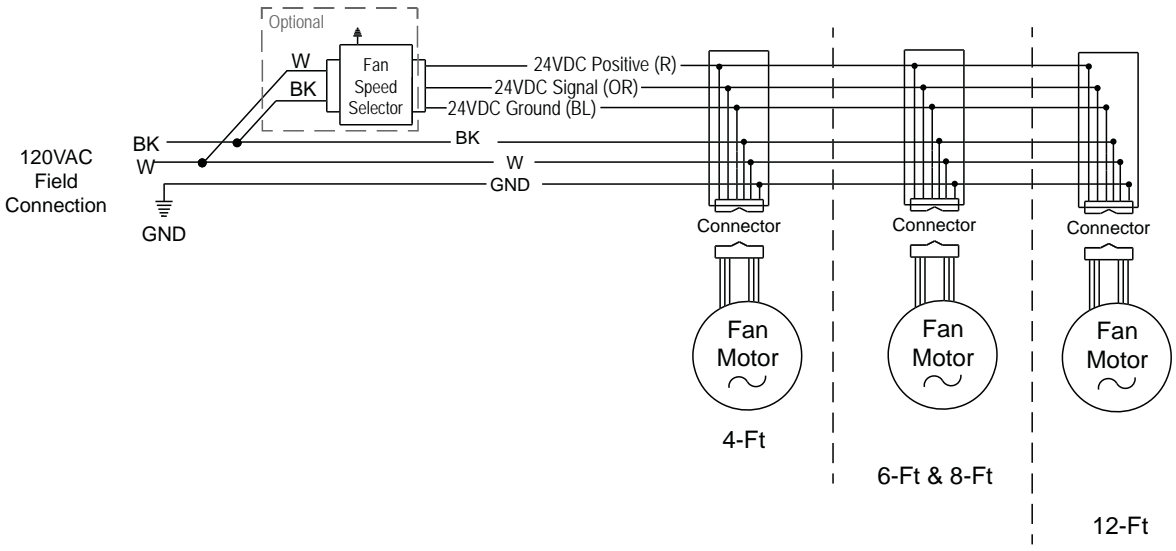 Optional
W
BK
Fan
Speed
Selector
24VDC Positive (R)
24VDC Signal (OR)
24VDC Ground (BL)
BK
BK
W
W
GND
120VAC
Field
Connection
GND
Connector
Connector
Connector
Fan
Motor
Fan
Motor
Fan
Motor
4-Ft
6-Ft & 8-Ft
12-Ft